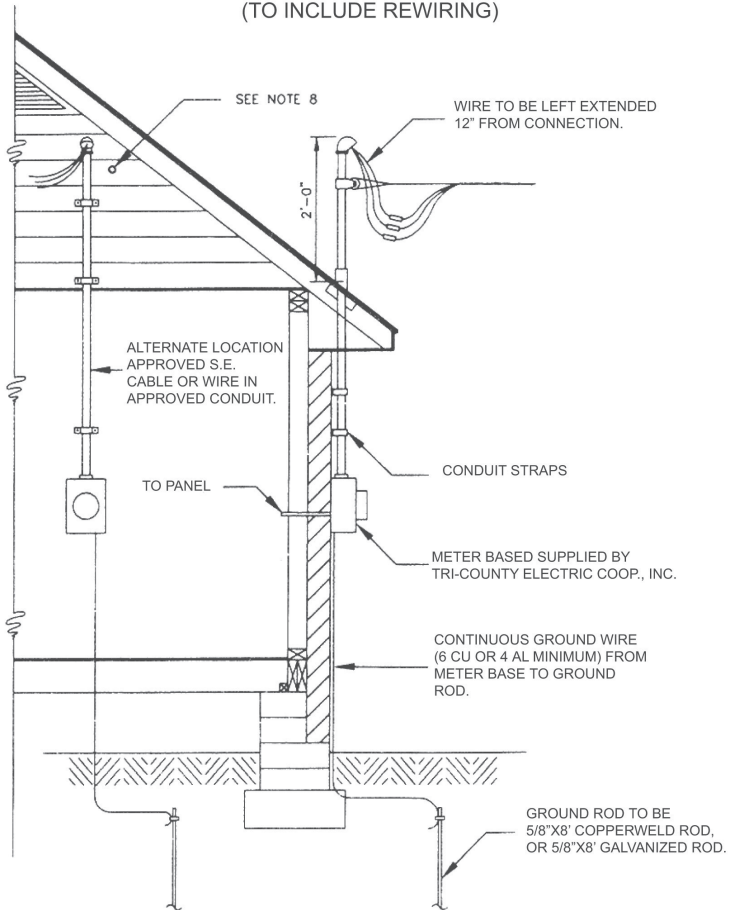 (TO INCLUDE REWIRING)
SEE NOTE 8
WIRE TO BE LEFT EXTENDED
12" FROM CONNECTION.
2'-0"
ALTERNATE LOCATION
APPROVED S.E.
CABLE OR WIRE IN
APPROVED CONDUIT.
TO PANEL
CONDUIT STRAPS
METER BASED SUPPLIED BY
TRI-COUNTY ELECTRIC COOP., INC.
CONTINUOUS GROUND WIRE
(6 CU OR 4 AL MINIMUM) FROM
METER BASE TO GROUND
ROD.
GROUND ROD TO BE
5/8"X8' COPPERWELD ROD,
OR 5/8"X8' GALVANIZED ROD.